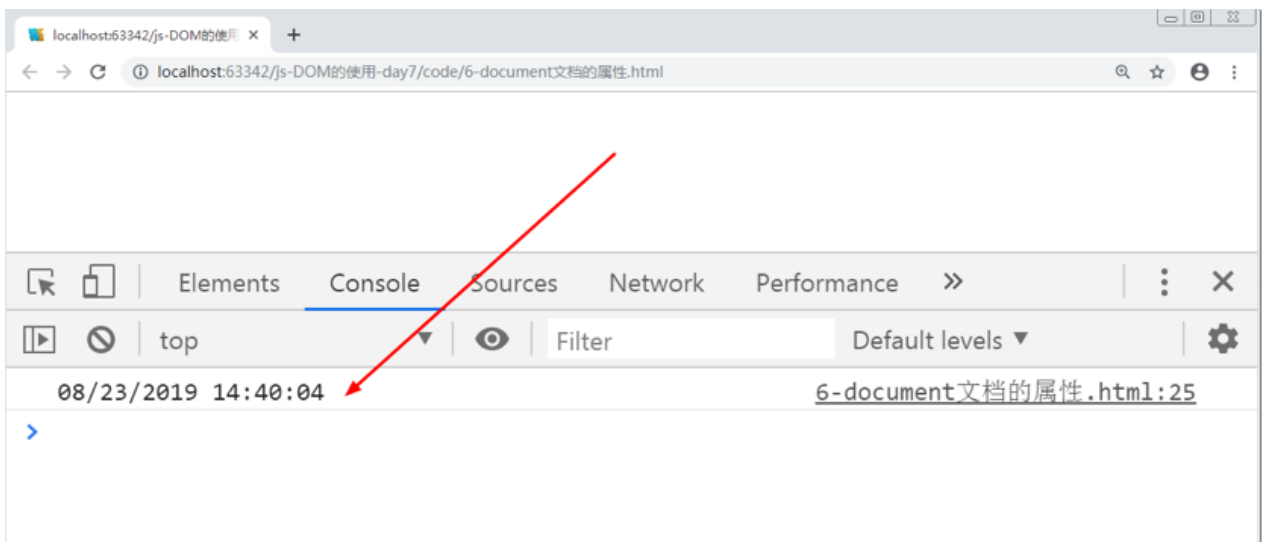 localhost:63342/js-DOM的使用
localhost:63342/js-DOM的使用-day7/code/6-document文档的属性.html
Elements Console Sources Network Performance
top Filter Default levels
08/23/2019 14:40:04 6-document文档的属性.html:25